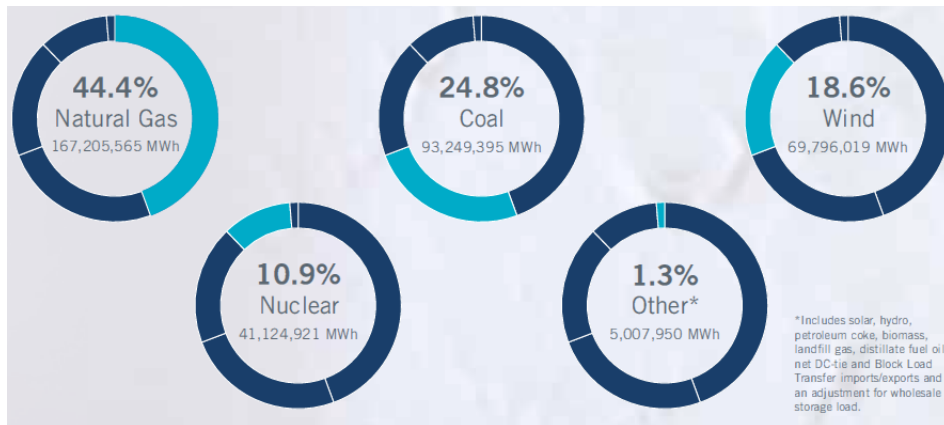 44.4%
Natural Gas
167,205,565 MWh
24.8%
Coal
93,249,395 MWh
18.6%
Wind
69,796,019 MWh
10.9%
Nuclear
41,124,921 MWh
1.3%
Other*
5,007,950 MWh
*Includes solar, hydro,
petroleum coke, biomass,
landfill gas, distillate fuel oil
net DC-tie and Block Load
Transfer imports/exports and
an adjustment for wholesale
storage load.